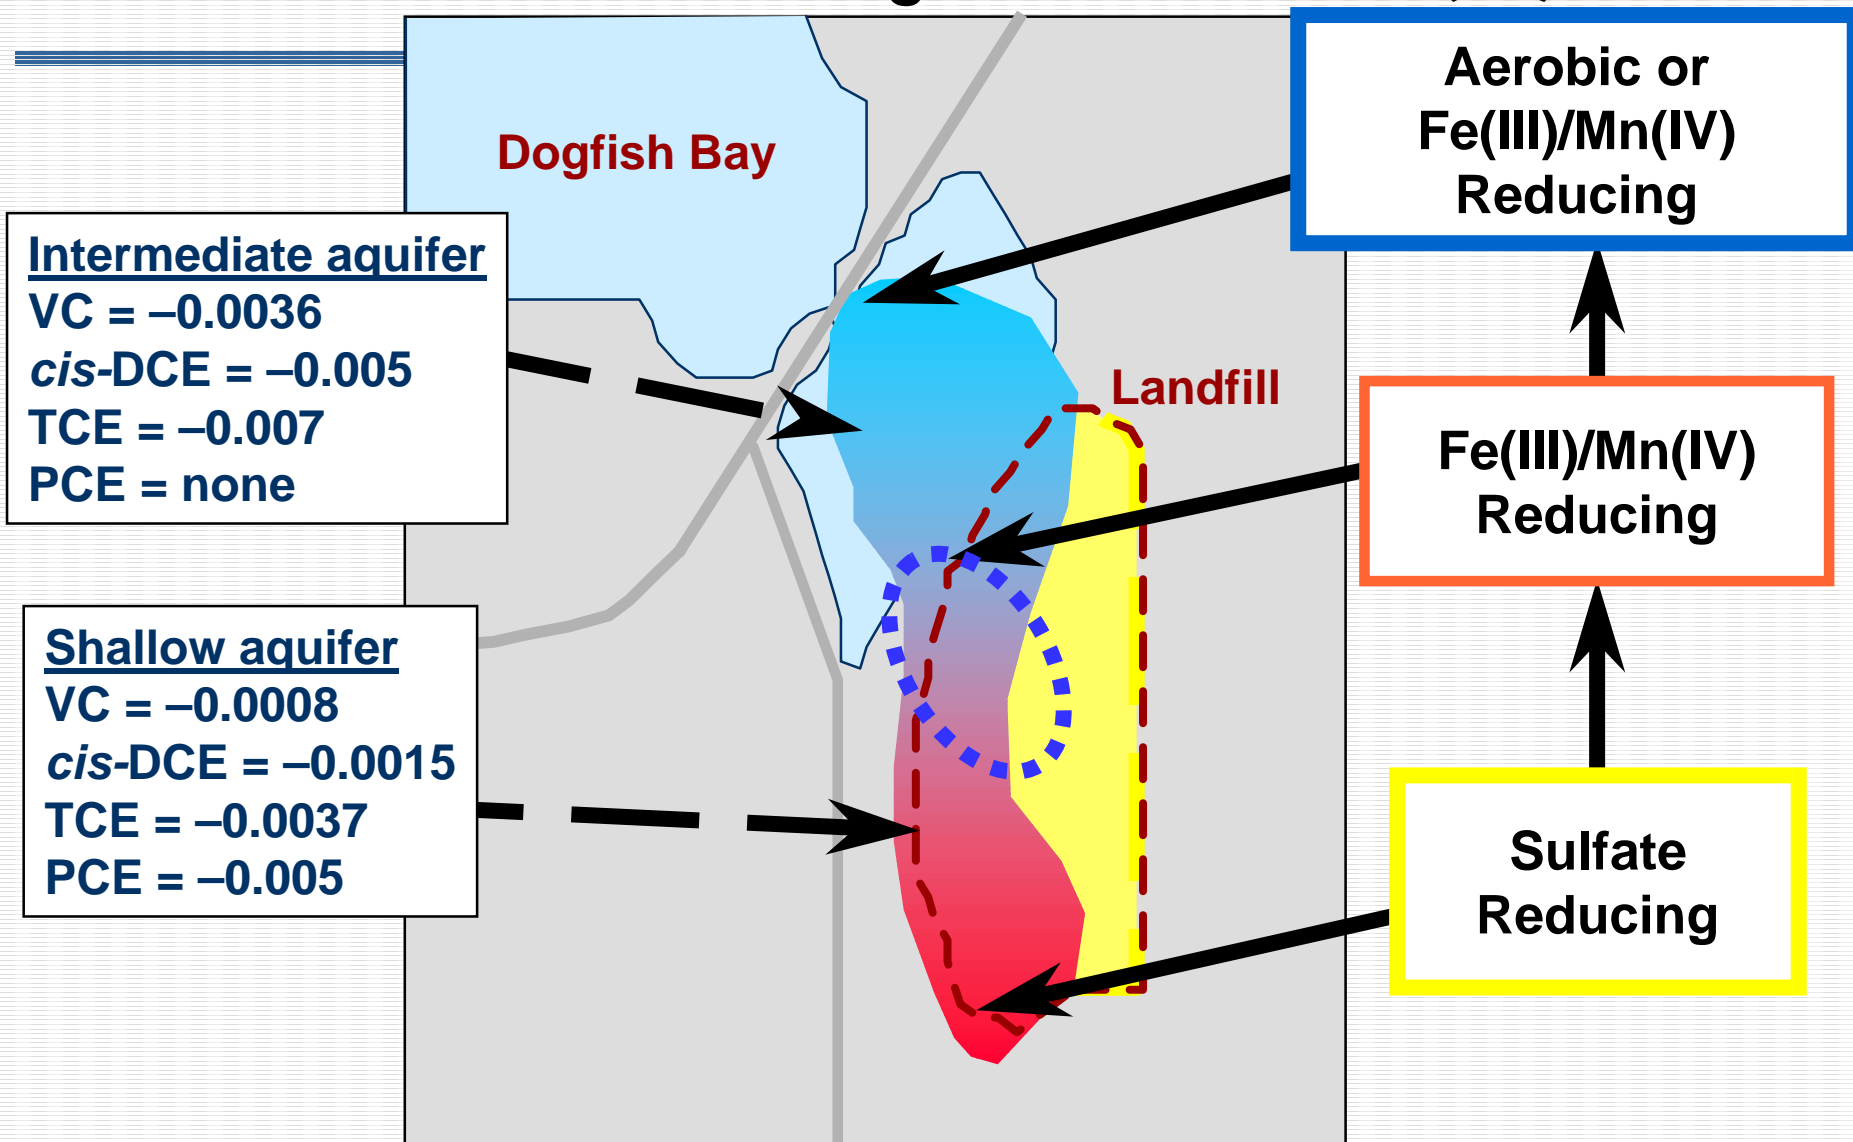 Dogfish Bay
Aerobic or
Fe(III)/Mn(IV)
Reducing
Intermediate aquifer
VC = –0.0036
cis-DCE = –0.005
TCE = –0.007
PCE = none
Landfill
Fe(III)/Mn(IV)
Reducing
Shallow aquifer
VC = –0.0008
cis-DCE = –0.0015
TCE = –0.0037
PCE = –0.005
Sulfate
Reducing